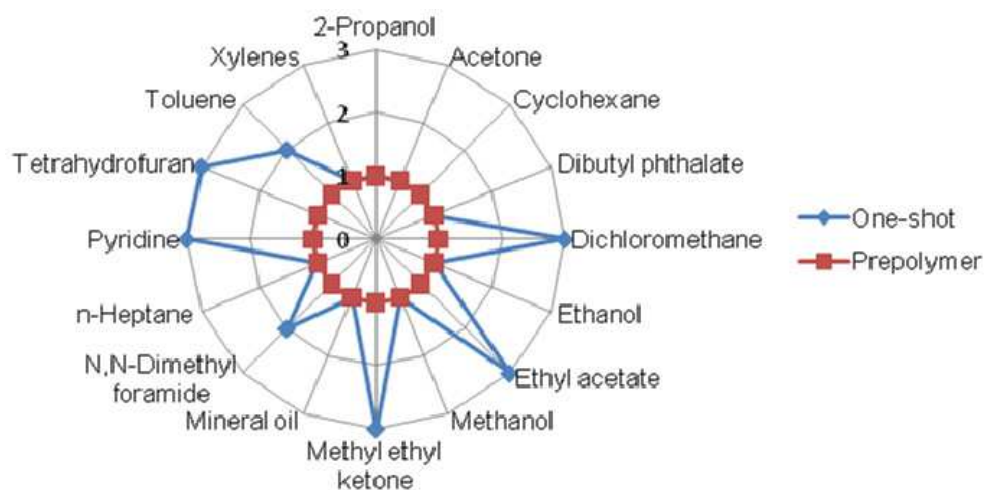 2-Propanol
3
Xylenes
Acetone
Toluene
Cyclohexane
2
Tetrahydrofuran
Dibutyl phthalate
1
One-shot
Pyridine
0
Dichloromethane
Prepolymer
n-Heptane
Ethanol
N,N-Dimethyl
foramide
Ethyl acetate
Mineral oil
Methanol
Methyl ethyl
ketone